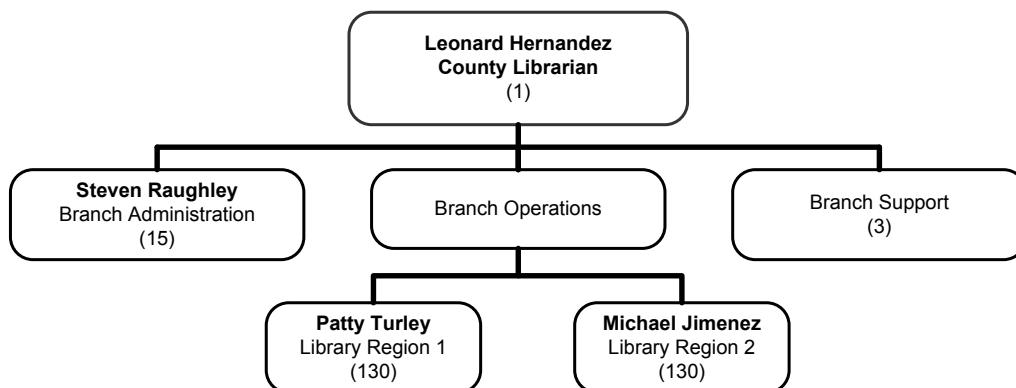 Leonard Hernandez
County Librarian
(1)
Steven Raughley
Branch Administration
(15)
Branch Operations
Branch Support
(3)
Patty Turley
Library Region 1
(130)
Michael Jimenez
Library Region 2
(130)